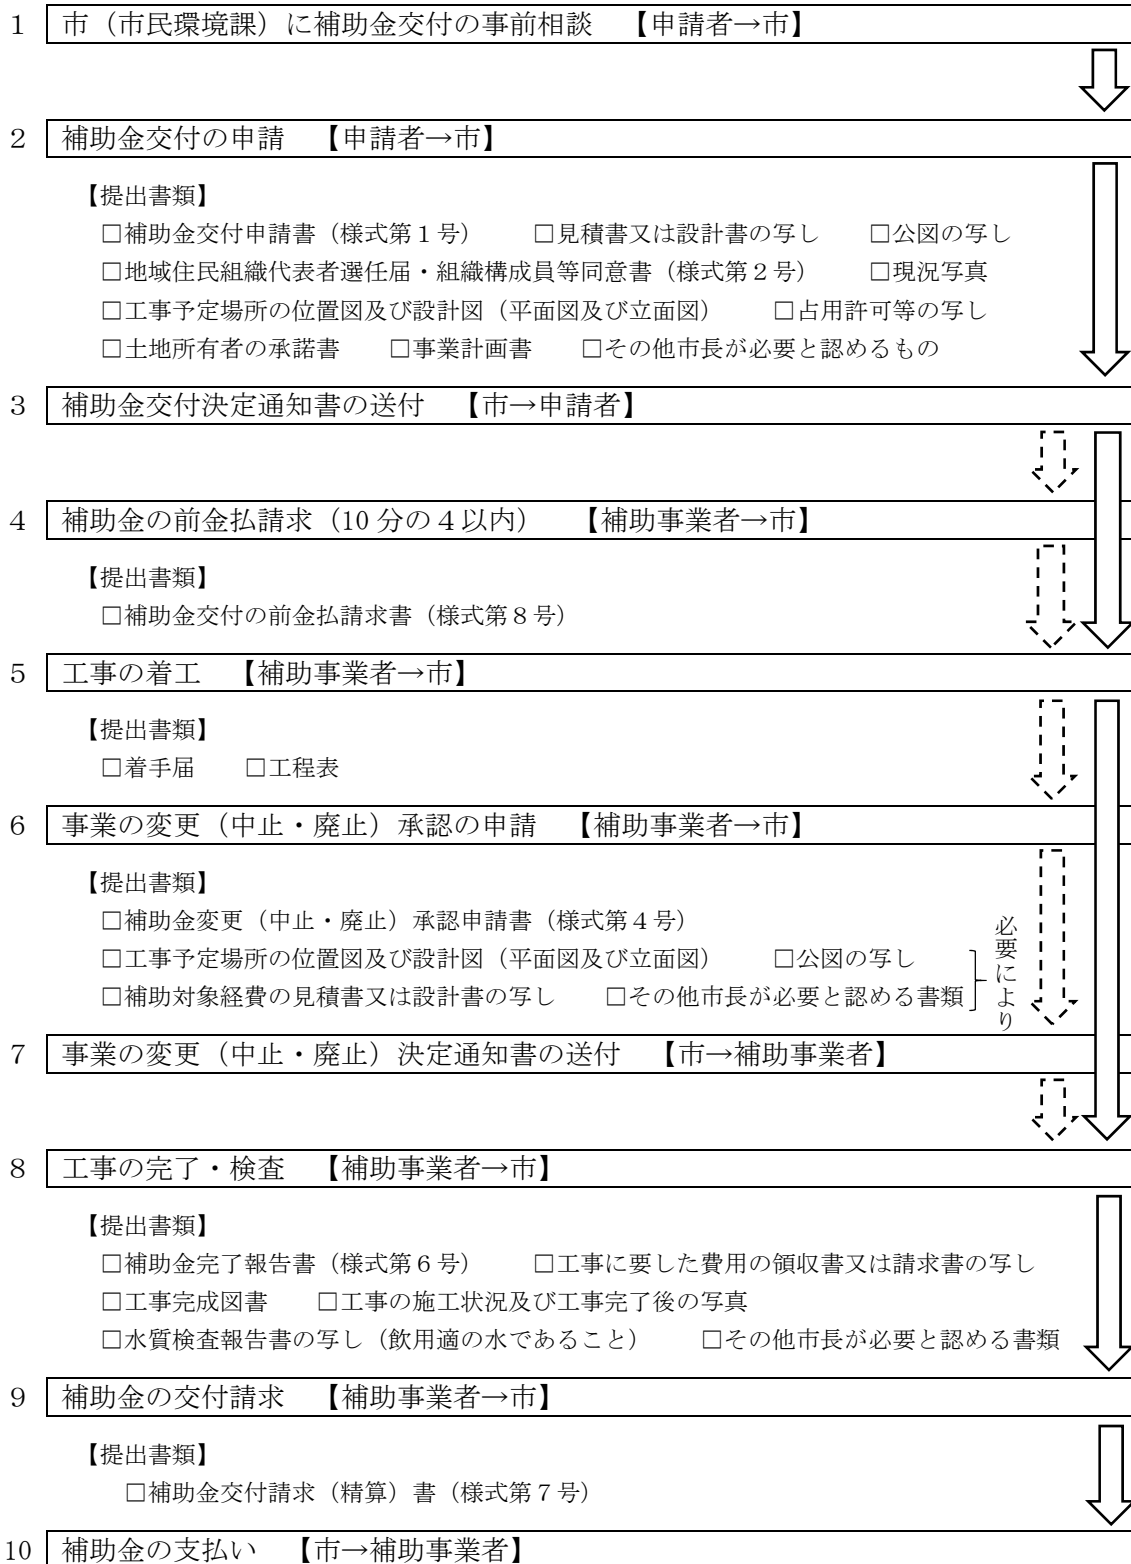 １ 市（市民環境課）に補助金交付の事前相談　【申請者→市】
２ 補助金交付の申請　【申請者→市】
【提出書類】
□補助金交付申請書（様式第１号）　　□見積書又は設計書の写し　　□公図の写し
□地域住民組織代表者選任届・組織構成員等同意書（様式第２号）　　□現況写真
□工事予定場所の位置図及び設計図（平面図及び立面図）　　□占用許可等の写し
□土地所有者の承諾書　　□事業計画書　　□その他市長が必要と認めるもの
３ 補助金交付決定通知書の送付　【市→申請者】
４ 補助金の前金払請求（10 分の４以内）　【補助事業者→市】
【提出書類】
□補助金交付の前金払請求書（様式第８号）
５ 工事の着工　【補助事業者→市】
【提出書類】
□着手届　　□工程表
６ 事業の変更（中止・廃止）承認の申請　【補助事業者→市】
【提出書類】
□補助金変更（中止・廃止）承認申請書（様式第４号）
□工事予定場所の位置図及び設計図（平面図及び立面図）　　□公図の写し
□補助対象経費の見積書又は設計書の写し　　□その他市長が必要と認める書類
必要により
７ 事業の変更（中止・廃止）決定通知書の送付　【市→補助事業者】
８ 工事の完了・検査　【補助事業者→市】
【提出書類】
□補助金完了報告書（様式第６号）　　□工事に要した費用の領収書又は請求書の写し
□工事完成図書　　□工事の施工状況及び工事完了後の写真
□水質検査報告書の写し（飲用適の水であること）　　□その他市長が必要と認める書類
９ 補助金の交付請求　【補助事業者→市】
【提出書類】
□補助金交付請求（精算）書（様式第７号）
10 補助金の支払い　【市→補助事業者】